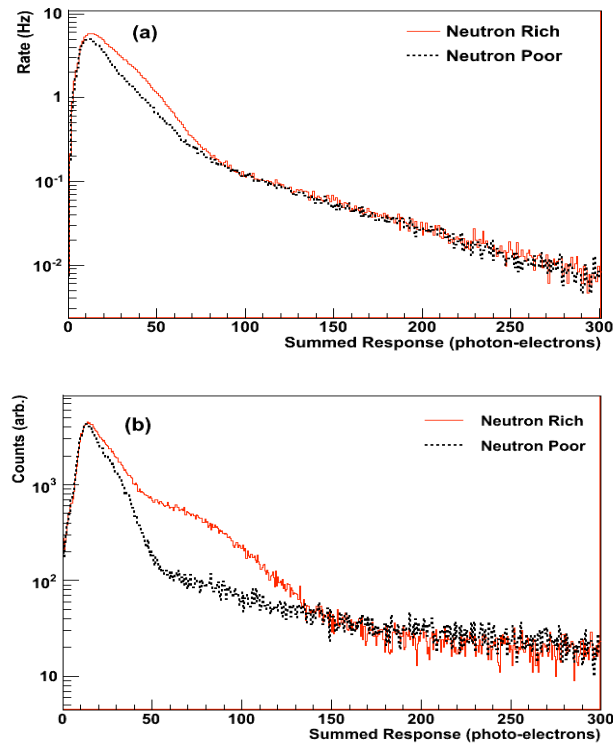 (a)
Neutron Rich
Neutron Poor
Rate (Hz)
10
1
10-1
10-2
0 50 100 150 200 250 300
Summed Response (photon-electrons)
(b)
Neutron Rich
Neutron Poor
Counts (arb.)
103
102
10
0 50 100 150 200 250 300
Summed Response (photo-electrons)